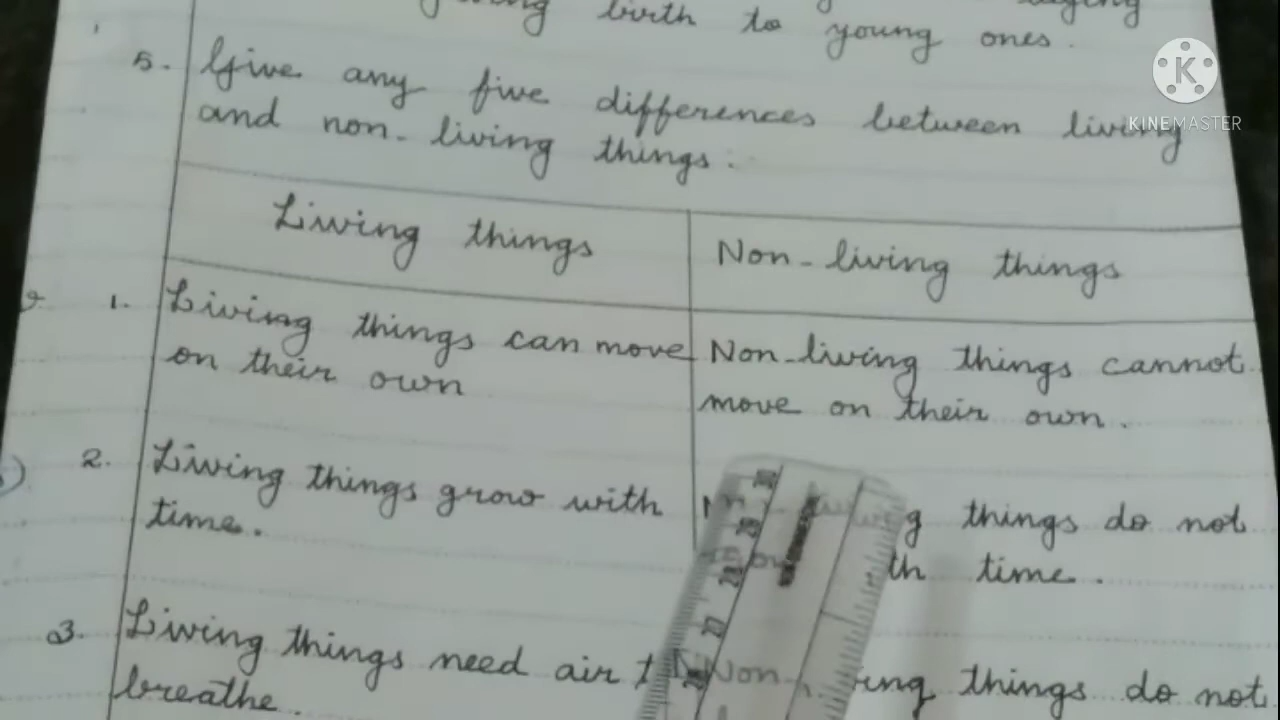 birth to young ones.
K
KINEMASTER
5. Give any five differences between living
and non-living things:
Living things Non-living things
1. Living things can move Non-living things cannot
on their own move on their own.
2. Living things grow with things do not
time. time.
3. Living things need air Non things do not
breathe.